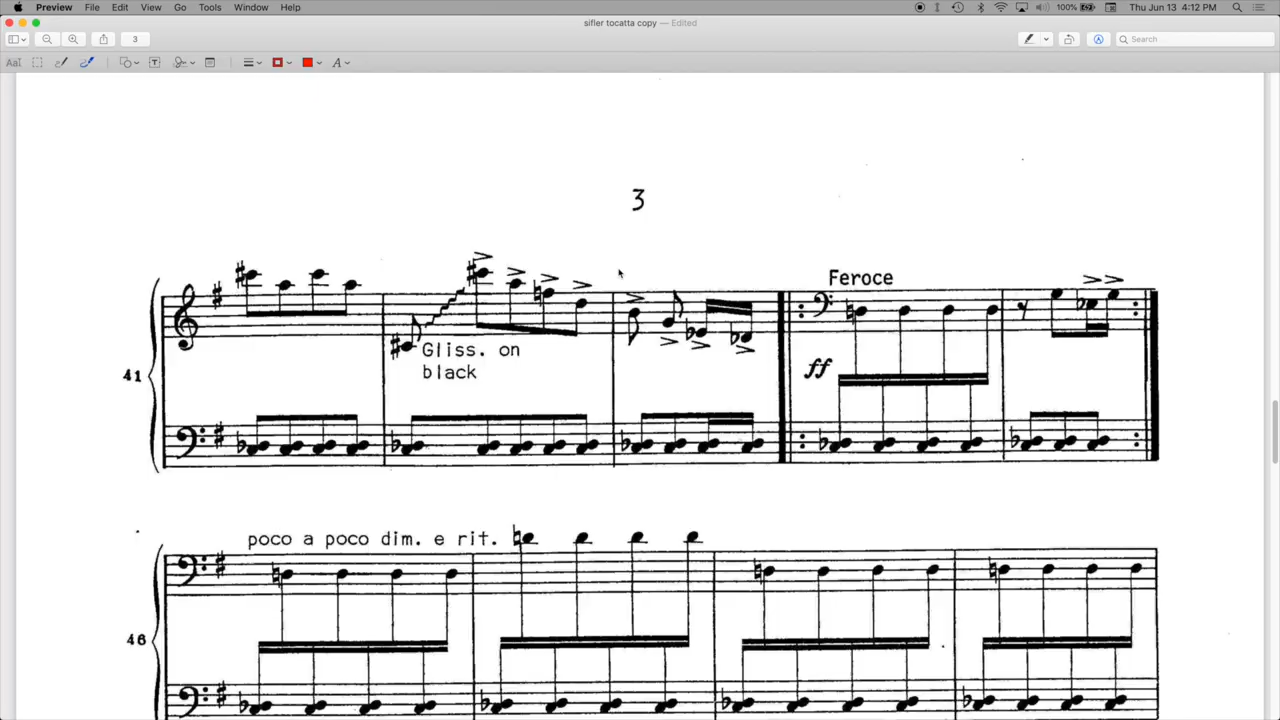 Preview File Edit View Go Tools Window Help 100% Thu Jun 13 4:12 PM
sifler tocatta copy — Edited
3 Search
AaI T A
3
Feroce
Gliss. on
black
ff
41
poco a poco dim. e rit.
46